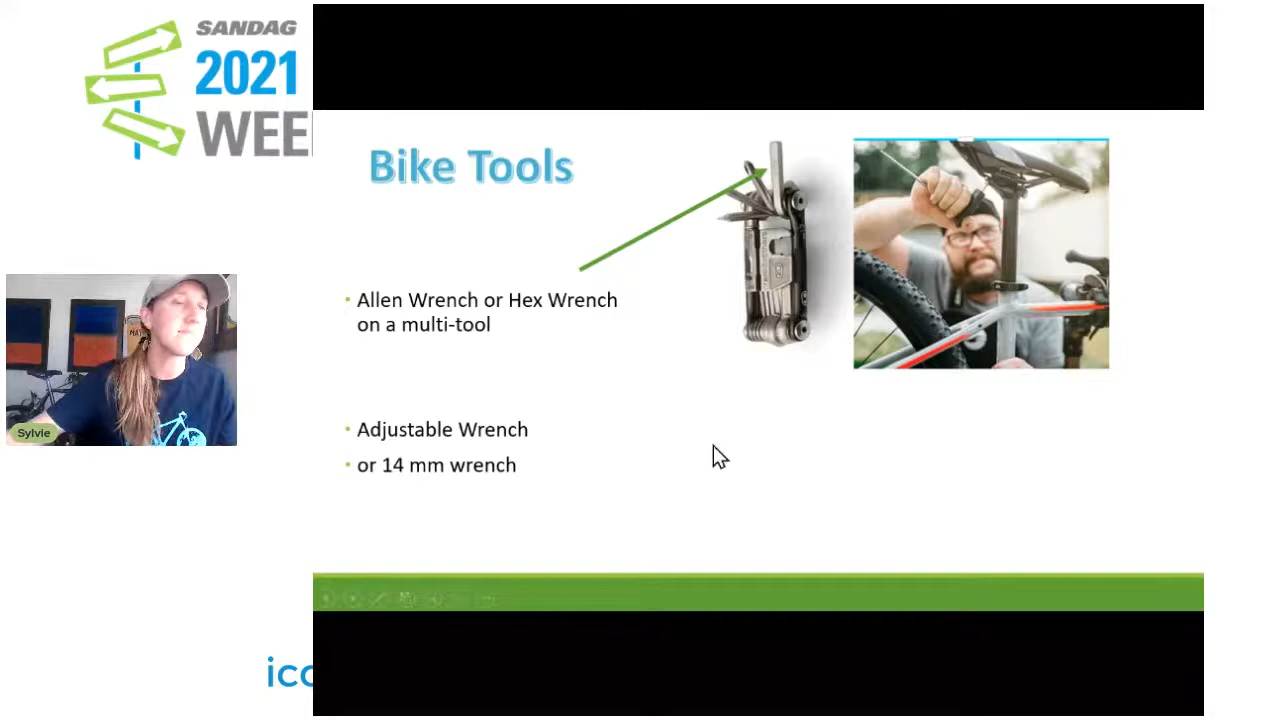 SANDAG
2021
WEE
Bike Tools
Allen Wrench or Hex Wrench
on a multi-tool
Adjustable Wrench
or 14 mm wrench
Sylvie
ico